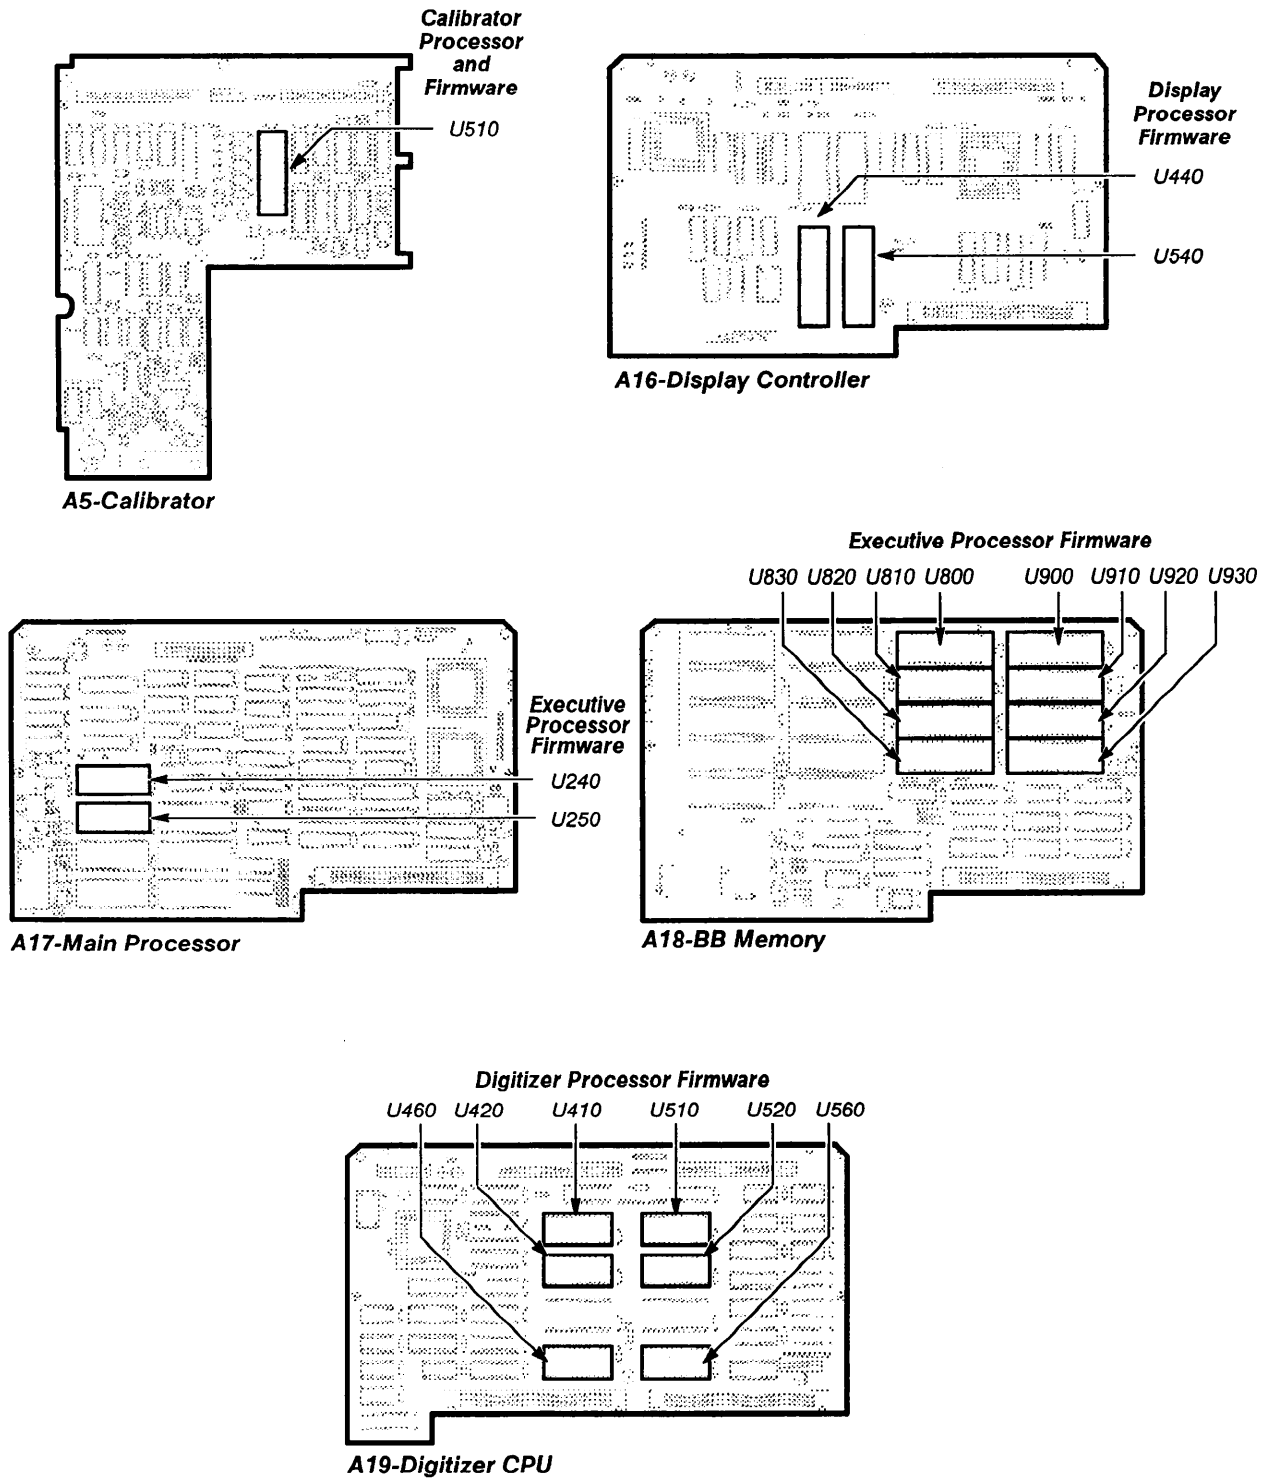 Calibrator
Processor
and
Firmware
U510
A5-Calibrator
Display
Processor
Firmware
U440
U540
A16-Display Controller
Executive
Processor
Firmware
U240
U250
A17-Main Processor
Executive Processor Firmware
U830 U820 U810 U800 U900 U910 U920 U930
A18-BB Memory
Digitizer Processor Firmware
U460 U420 U410 U510 U520 U560
A19-Digitizer CPU